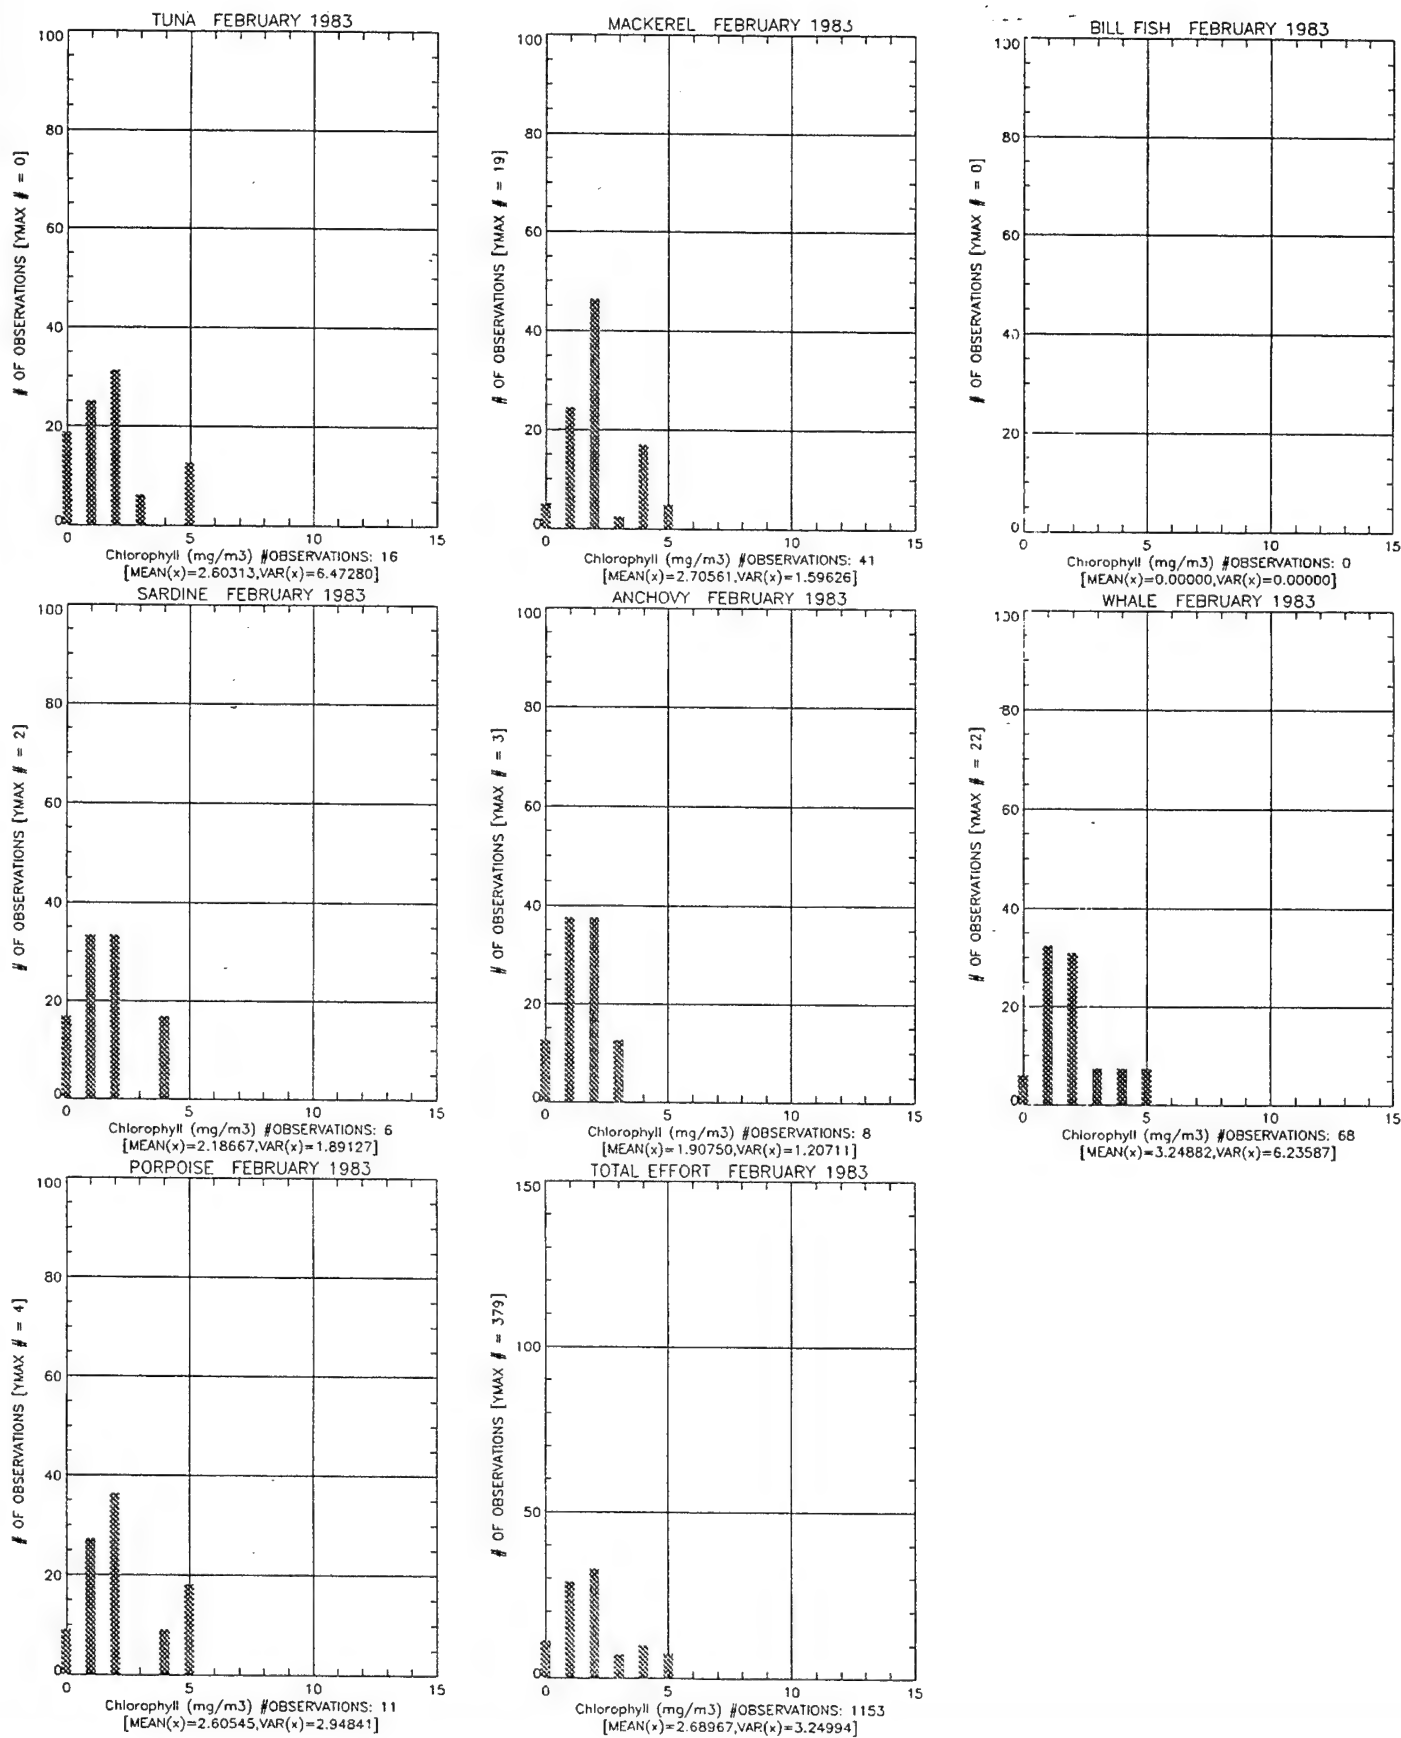 TUNA FEBRUARY 1983
100
80
60
40
20
0
# OF OBSERVATIONS [YMAX # = 0]
0 5 10 15
Chlorophyll (mg/m3) #OBSERVATIONS: 16
[MEAN(x)=2.60313,VAR(x)=6.47280]
MACKEREL FEBRUARY 1983
100
80
60
40
20
0
# OF OBSERVATIONS [YMAX # = 19]
0 5 10 15
Chlorophyll (mg/m3) #OBSERVATIONS: 41
[MEAN(x)=2.70561,VAR(x)=1.59626]
BILL FISH FEBRUARY 1983
100
80
60
40
20
0
# OF OBSERVATIONS [YMAX # = 0]
0 5 10 15
Chlorophyll (mg/m3) #OBSERVATIONS: 0
[MEAN(x)=0.00000,VAR(x)=0.00000]
SARDINE FEBRUARY 1983
100
80
60
40
20
0
# OF OBSERVATIONS [YMAX # = 2]
0 5 10 15
Chlorophyll (mg/m3) #OBSERVATIONS: 6
[MEAN(x)=2.18667,VAR(x)=1.89127]
ANCHOVY FEBRUARY 1983
100
80
60
40
20
0
# OF OBSERVATIONS [YMAX # = 3]
0 5 10 15
Chlorophyll (mg/m3) #OBSERVATIONS: 8
[MEAN(x)=1.90750,VAR(x)=1.20711]
WHALE FEBRUARY 1983
100
80
60
40
20
0
# OF OBSERVATIONS [YMAX # = 22]
0 5 10 15
Chlorophyll (mg/m3) #OBSERVATIONS: 68
[MEAN(x)=3.24882,VAR(x)=6.23587]
PORPOISE FEBRUARY 1983
100
80
60
40
20
0
# OF OBSERVATIONS [YMAX # = 4]
0 5 10 15
Chlorophyll (mg/m3) #OBSERVATIONS: 11
[MEAN(x)=2.60545,VAR(x)=2.94841]
TOTAL EFFORT FEBRUARY 1983
150
100
50
0
# OF OBSERVATIONS [YMAX # = 379]
0 5 10 15
Chlorophyll (mg/m3) #OBSERVATIONS: 1153
[MEAN(x)=2.68967,VAR(x)=3.24994]